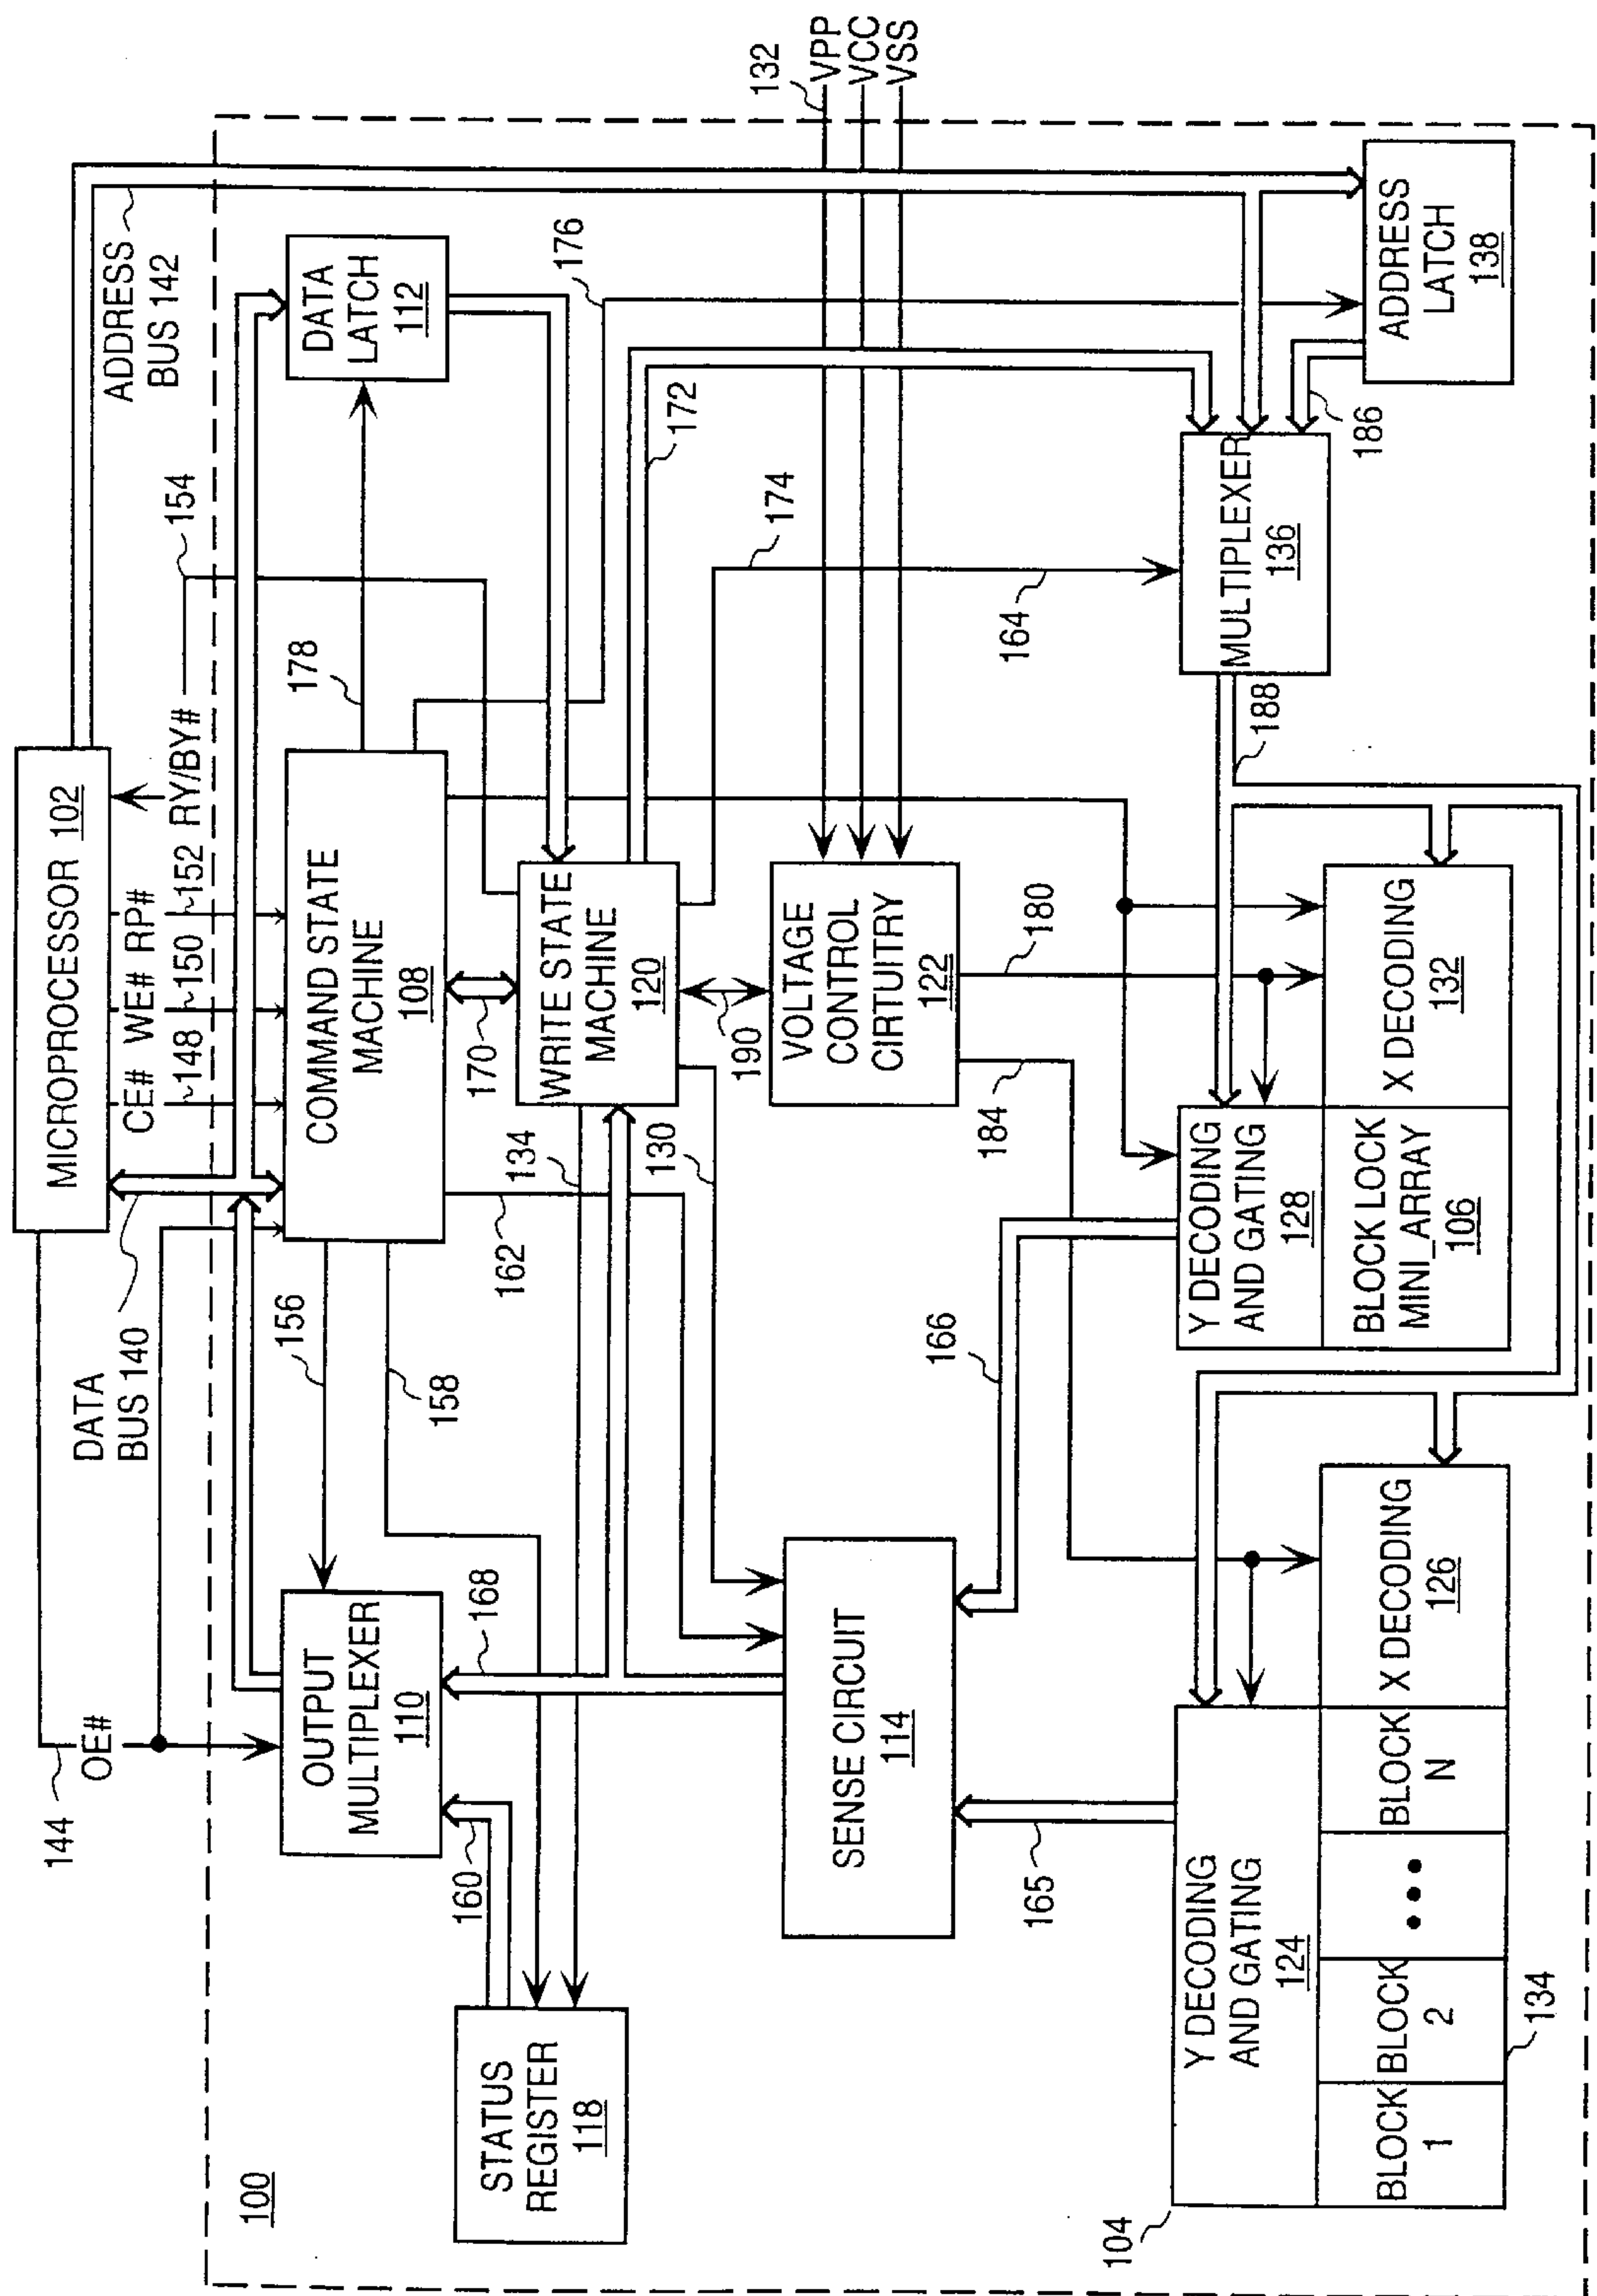 MICROPROCESSOR 102
144
OE#
DATA
BUS 140
CE# WE# RP#
148
150
152
RY/BY#
154
ADDRESS
BUS 142
100
OUTPUT
MULTIPLEXER
110
156
158
COMMAND STATE
MACHINE
108
178
DATA
LATCH
112
176
STATUS
REGISTER
118
160
168
162
134
130
170
WRITE STATE
MACHINE
120
172
174
132
VPP
VCC
VSS
SENSE CIRCUIT
114
190
VOLTAGE
CONTROL
CIRTUITRY
122
164
165
166
184
180
MULTIPLEXER
136
186
188
ADDRESS
LATCH
138
104
Y DECODING
AND GATING
124
BLOCK
1
BLOCK
2
BLOCK
N
X DECODING
126
134
Y DECODING
AND GATING
128
BLOCK LOCK
MINI_ARRAY
106
X DECODING
132